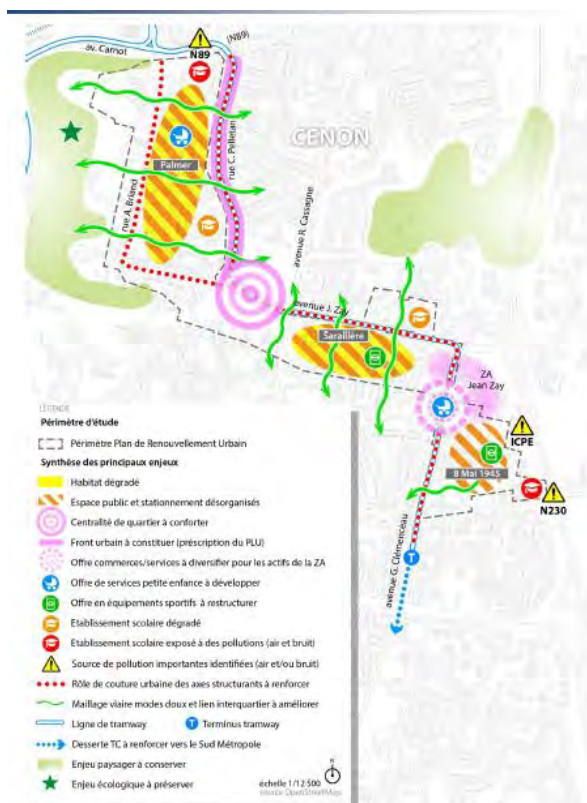 av. Carnot
(N89)
N89
CENON
Palmer
rue C. Pelletan
rue A. Briand
avenue R. Cassagne
avenue J. Zay
Saraillère
ZA
Jean Zay
ICPE
8 Mai 1945
N230
avenue G. Clémenceau
T
LÉGENDE
Périmètre d'étude
Périmètre Plan de Renouvellement Urbain
Synthèse des principaux enjeux
Habitat dégradé
Espace public et stationnement désorganisés
Centralité de quartier à conforter
Front urbain à constituer (préscription du PLU)
Offre commerces/services à diversifier pour les actifs de la ZA
Offre de services petite enfance à développer
Offre en équipements sportifs à restructurer
Etablissement scolaire dégradé
Etablissement scolaire exposé à des pollutions (air et bruit)
Source de pollution importantes identifiées (air et/ou bruit)
Rôle de couture urbaine des axes structurants à renforcer
Maillage viaire modes doux et lien interquartier à améliorer
Ligne de tramway
T Terminus tramway
Desserte TC à renforcer vers le Sud Métropole
Enjeu paysager à conserver
Enjeu écologique à préserver
N
échelle 1/12 500
source OpenStreetMap